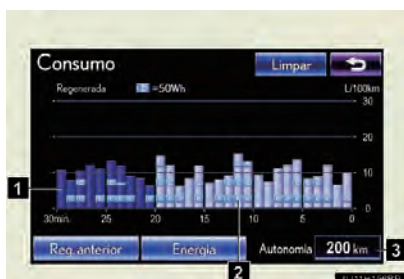 Consumo
Limpar
Regenerada =50Wh L/100km
30
20
1
10
0
30min. 25 20 15 10 5 0
Reg.anterior Energia Autonomia 200 km 3
2